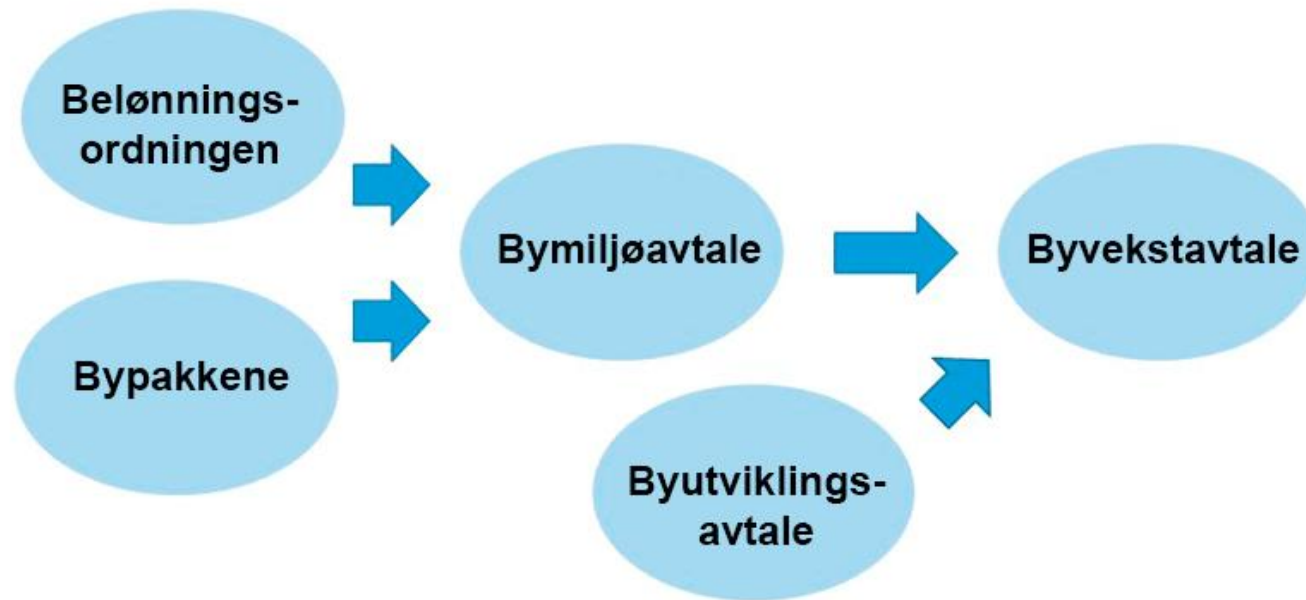 Belønnings-
ordningen
Bypakkene
Bymiljøavtale
Byutviklings-
avtale
Byvekstavtale